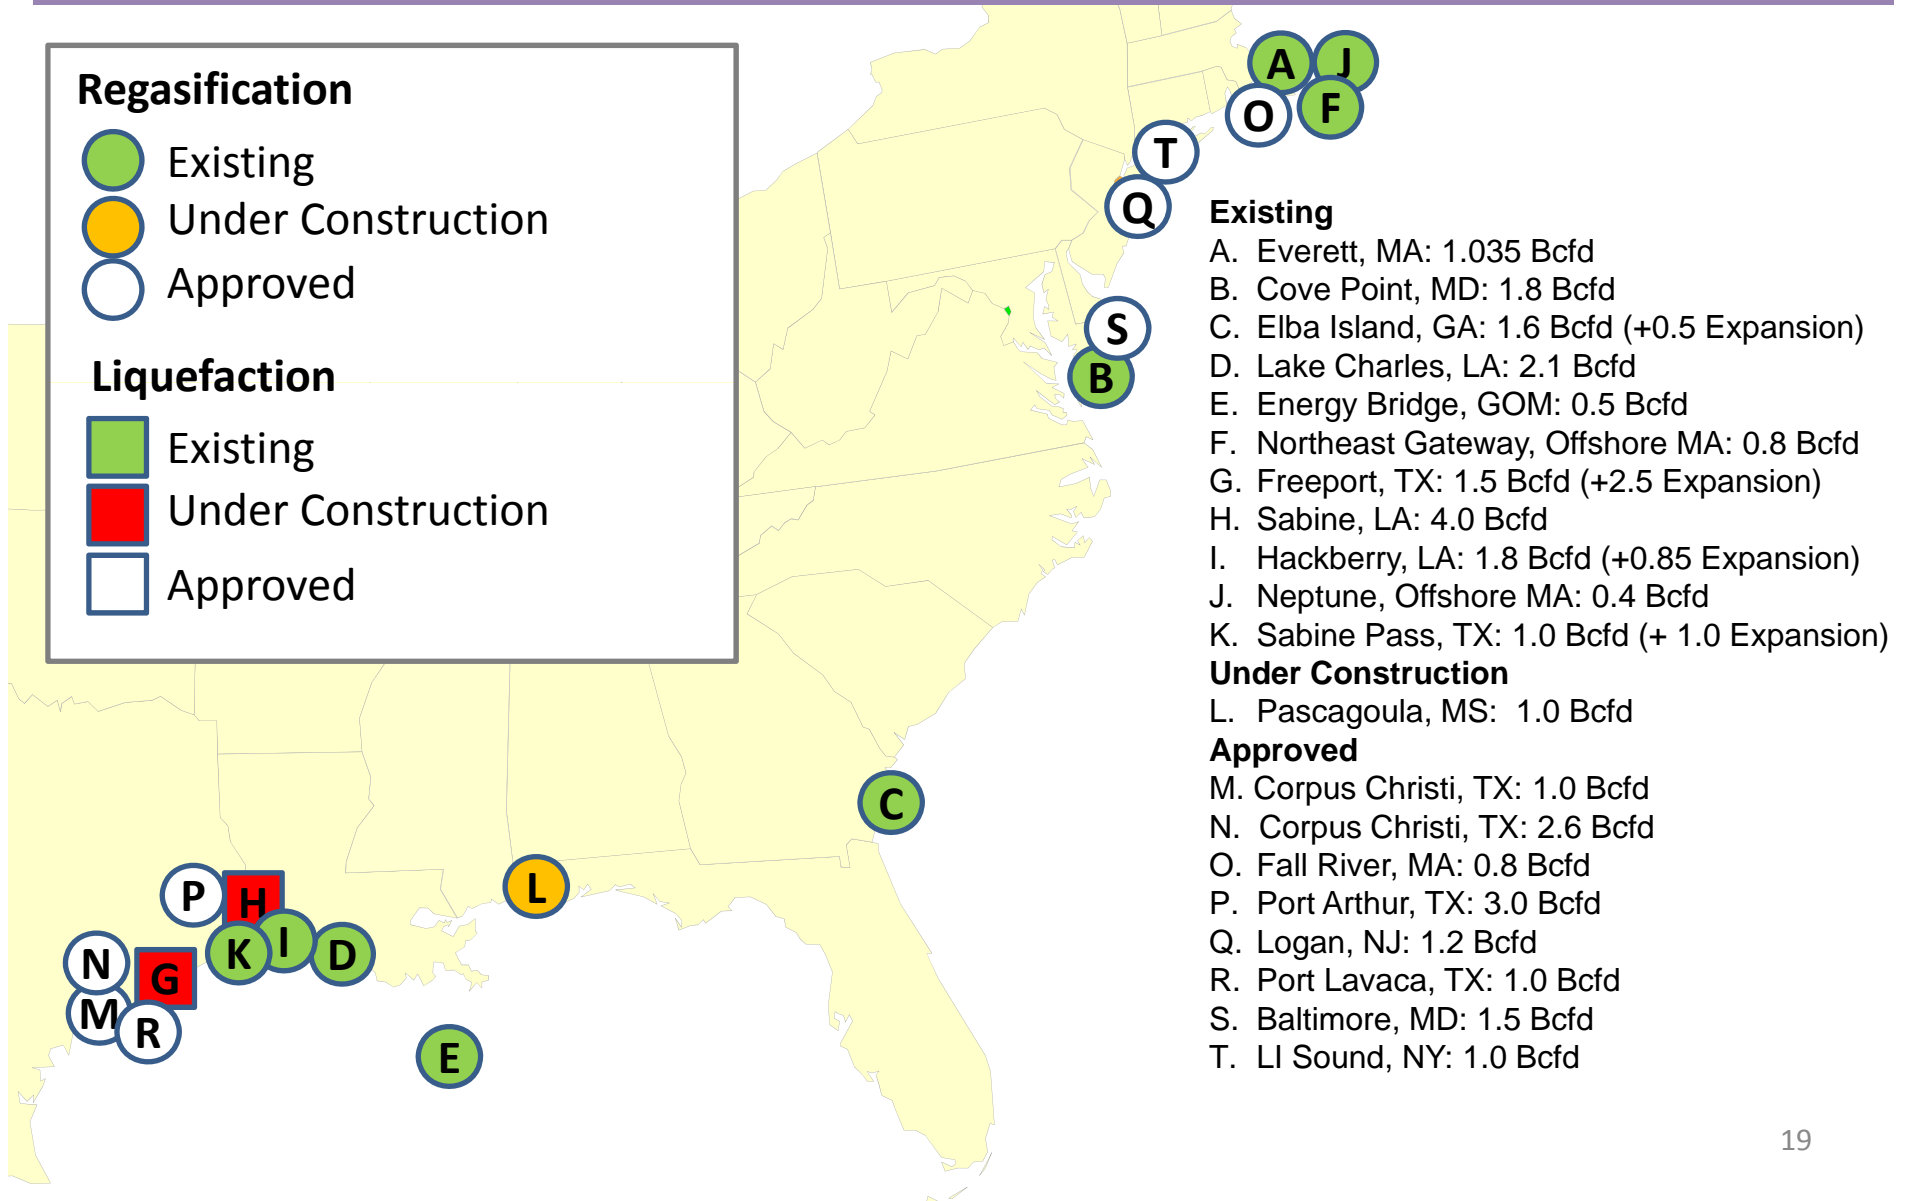 Regasification
Existing
Under Construction
Approved
Liquefaction
Existing
Under Construction
Approved
A
J
O
F
T
Q
S
B
C
L
P
H
K
I
D
N
G
M
R
E
Existing
A. Everett, MA: 1.035 Bcfd
B. Cove Point, MD: 1.8 Bcfd
C. Elba Island, GA: 1.6 Bcfd (+0.5 Expansion)
D. Lake Charles, LA: 2.1 Bcfd
E. Energy Bridge, GOM: 0.5 Bcfd
F. Northeast Gateway, Offshore MA: 0.8 Bcfd
G. Freeport, TX: 1.5 Bcfd (+2.5 Expansion)
H. Sabine, LA: 4.0 Bcfd
I. Hackberry, LA: 1.8 Bcfd (+0.85 Expansion)
J. Neptune, Offshore MA: 0.4 Bcfd
K. Sabine Pass, TX: 1.0 Bcfd (+ 1.0 Expansion)
Under Construction
L. Pascagoula, MS: 1.0 Bcfd
Approved
M. Corpus Christi, TX: 1.0 Bcfd
N. Corpus Christi, TX: 2.6 Bcfd
O. Fall River, MA: 0.8 Bcfd
P. Port Arthur, TX: 3.0 Bcfd
Q. Logan, NJ: 1.2 Bcfd
R. Port Lavaca, TX: 1.0 Bcfd
S. Baltimore, MD: 1.5 Bcfd
T. LI Sound, NY: 1.0 Bcfd
19